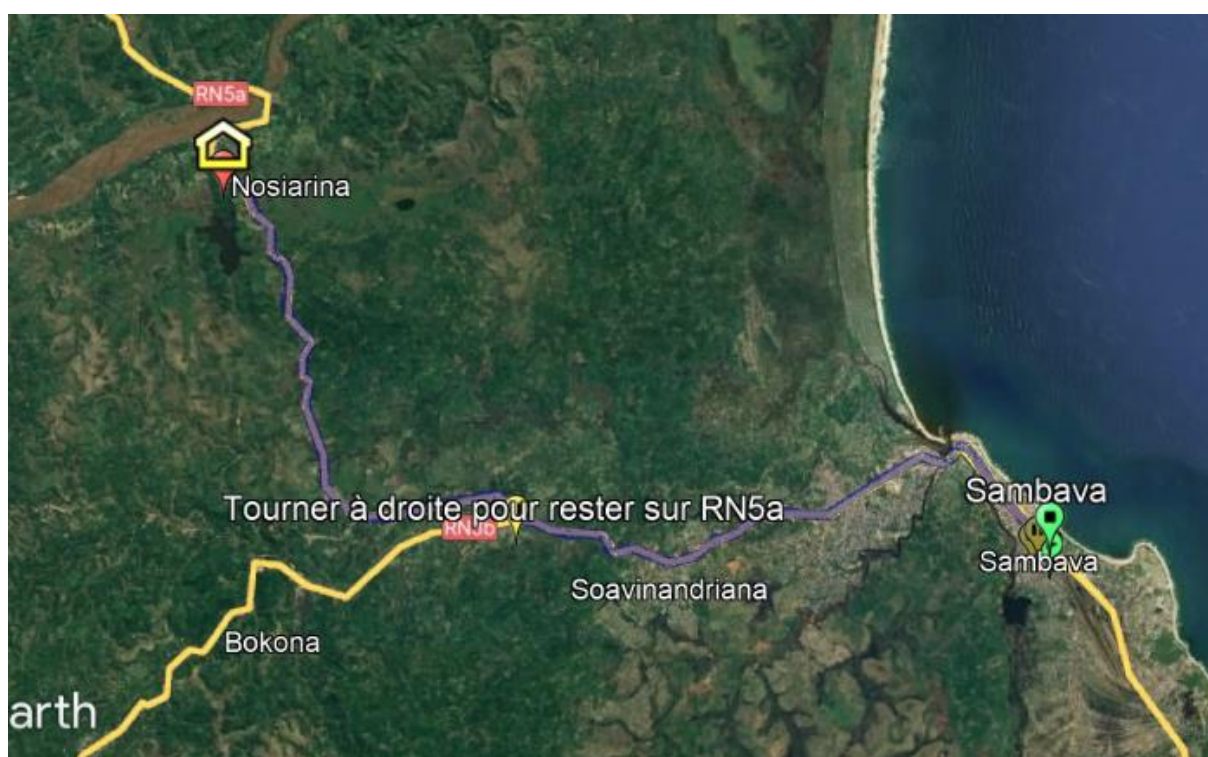 RN5a
Nosiarina
Sambava
Tourner à droite pour rester sur RN5a
RN5b
Sambava
Soavinandriana
Bokona
arth